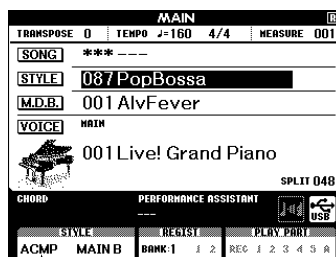 MAIN
TRANSPOSE 0 TEMPO ♩=160 4/4 MEASURE 001
SONG *** ---
STYLE 087 PopBossa
M.D.B. 001 AlvFever
VOICE MAIN
001 Live! Grand Piano
SPLIT 048
CHORD PERFORMANCE ASSISTANT
---
USB
STYLE REGIST PLAY PART
ACMP MAIN B BANK:1 1 2 REC 1 2 3 4 5 A